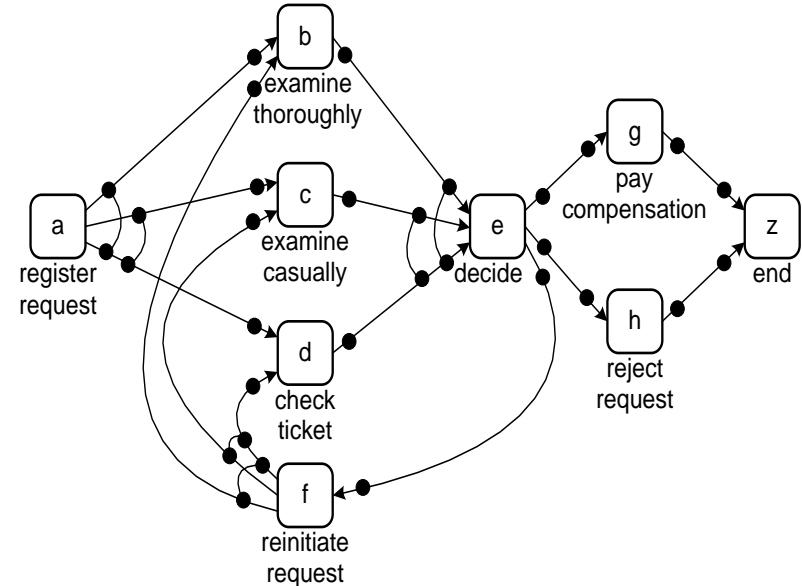 b
examine
thoroughly
a
register
request
c
examine
casually
d
check
ticket
f
reinitiate
request
e
decide
g
pay
compensation
h
reject
request
z
end